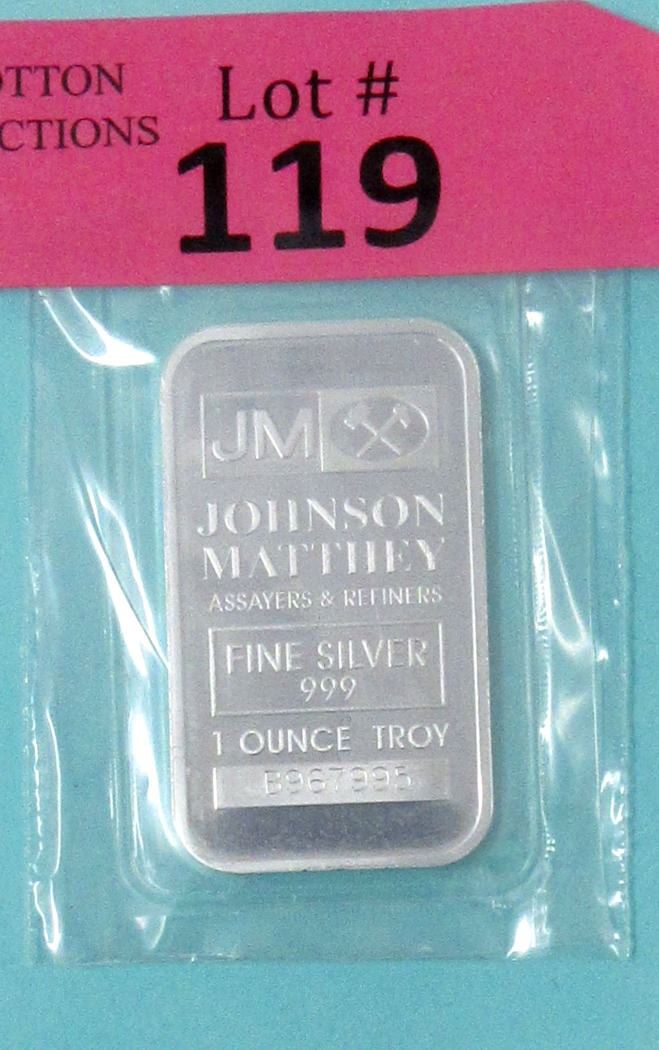 OTTON
CTIONS
Lot #
119
JM
JOHNSON
MATTHEY
ASSAYERS & REFINERS
FINE SILVER
999
1 OUNCE TROY
B967995